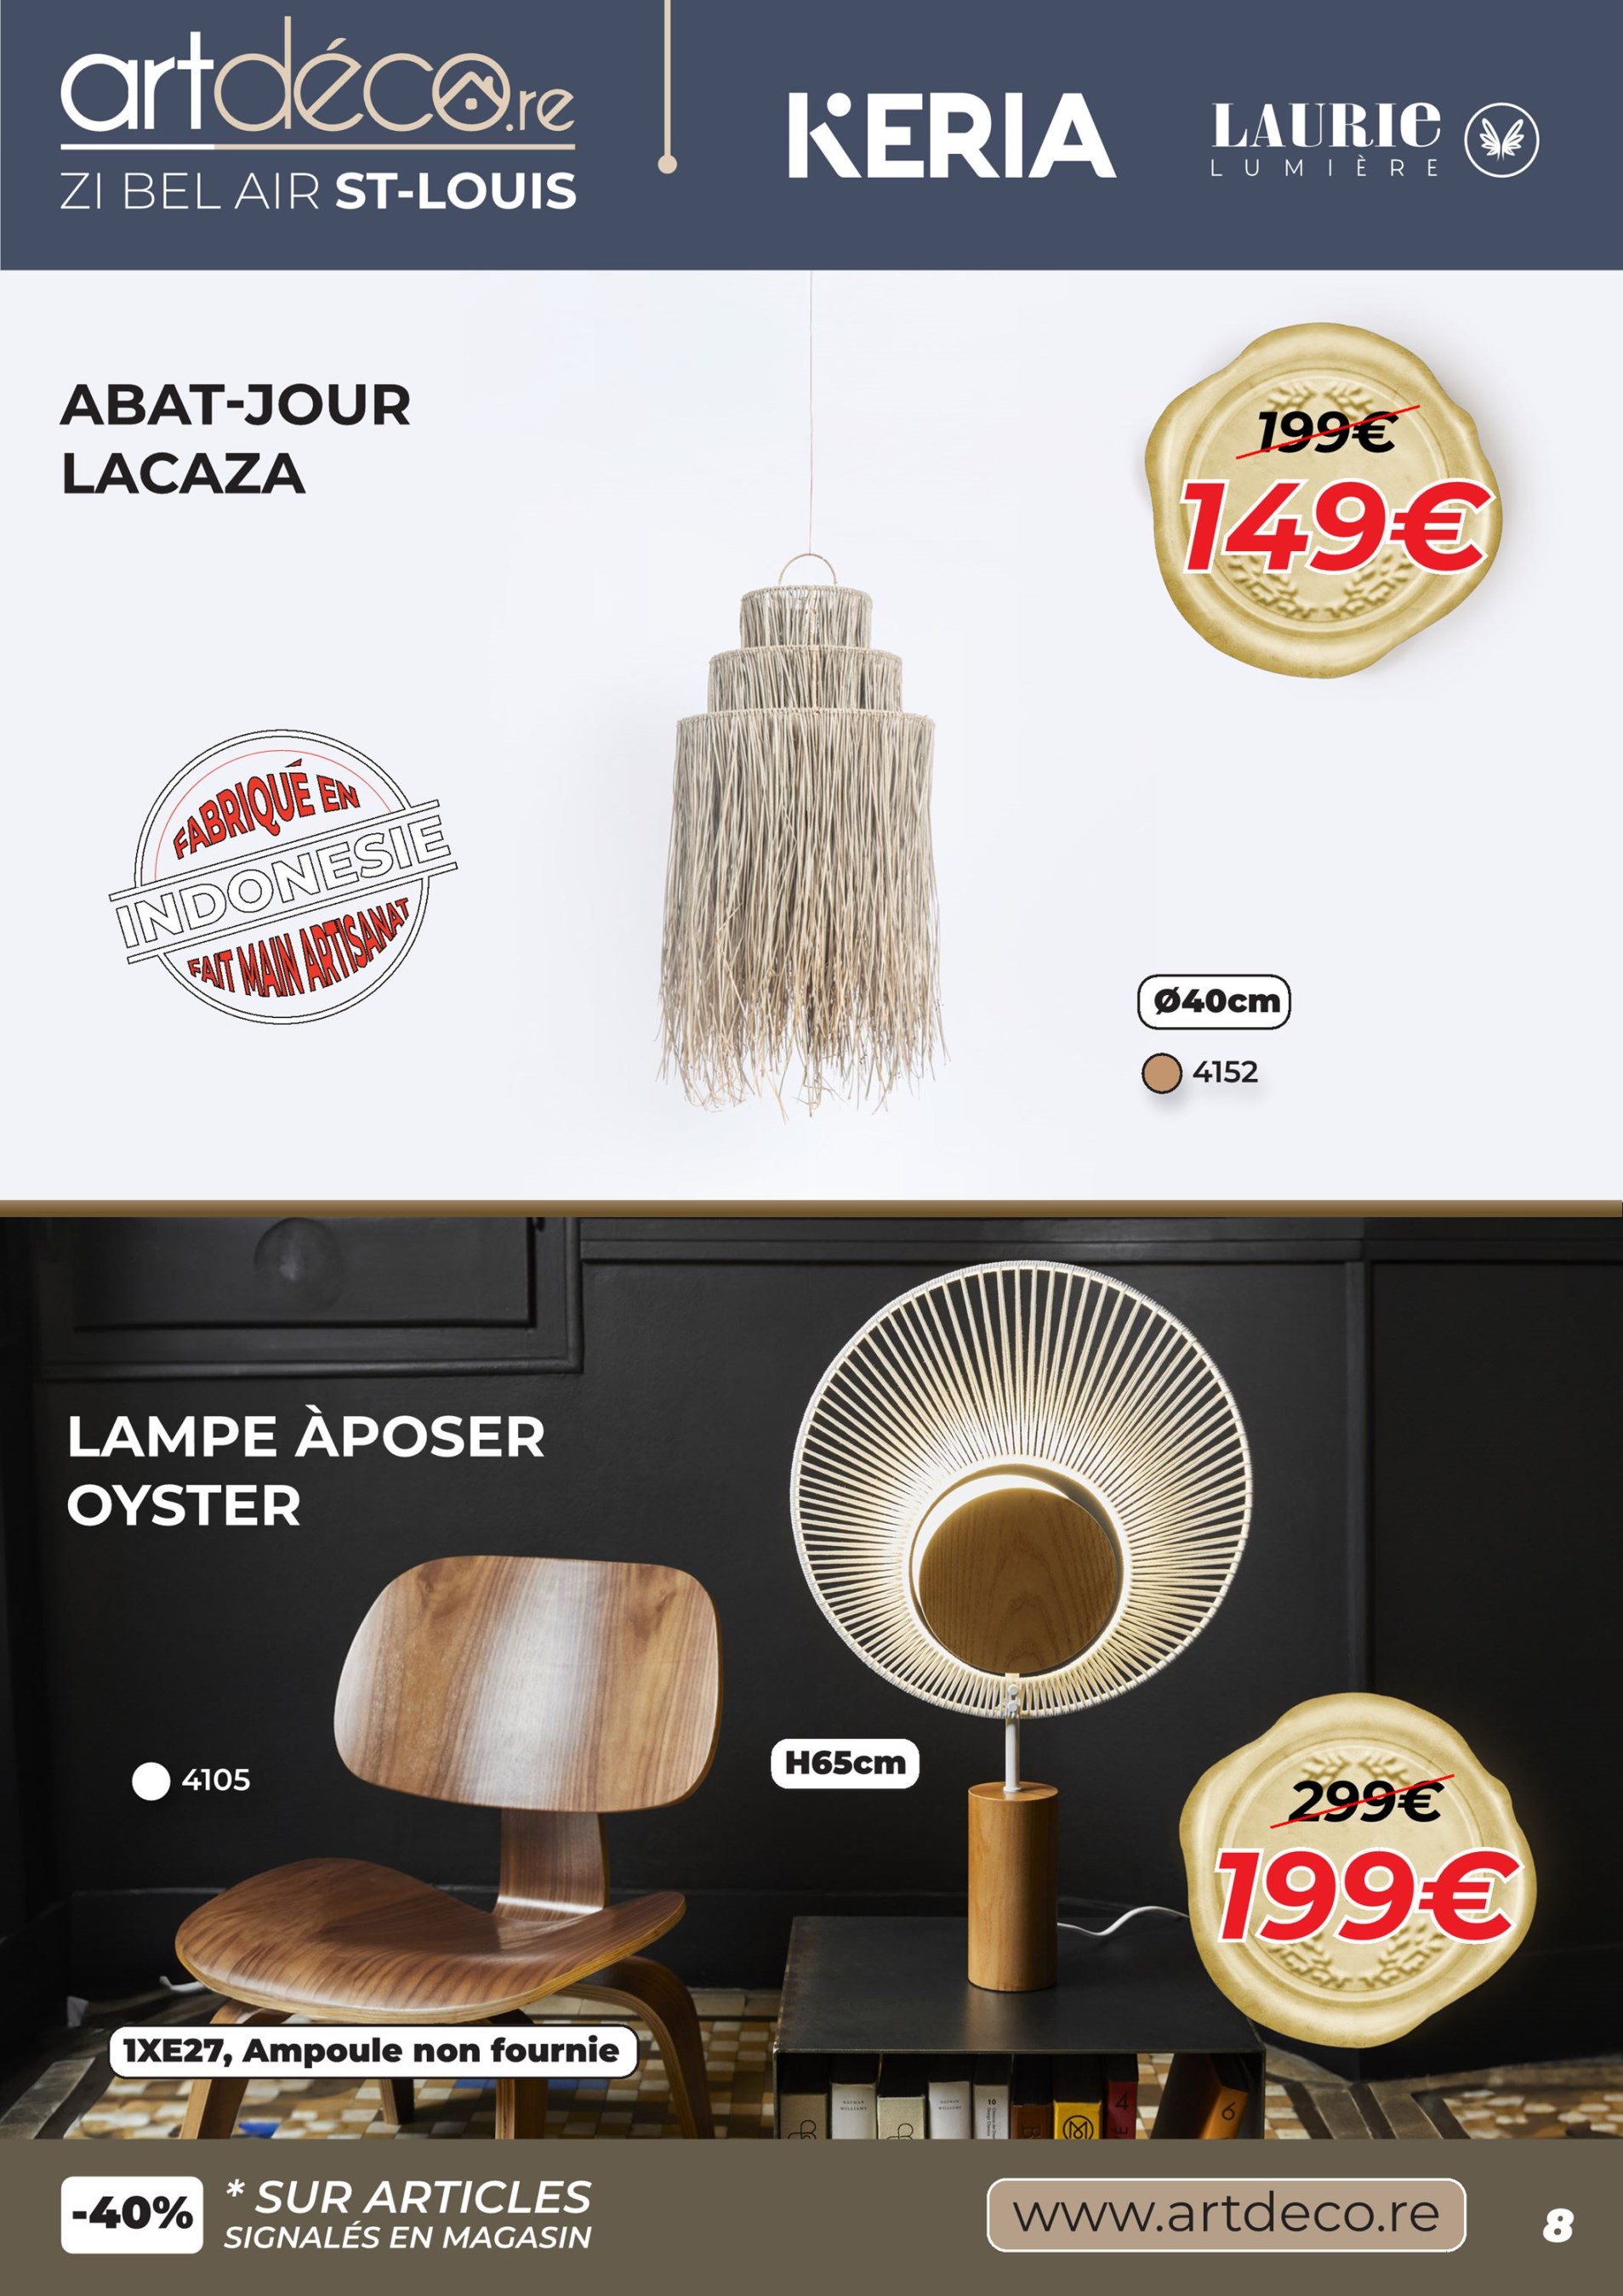 artdéco.re
ZI BEL AIR ST-LOUIS
KERIA
LAURIE
LUMIÈRE
ABAT-JOUR
LACAZA
199€
149€
FABRIQUÉ EN
INDONESIE
FAIT MAIN ARTISANAT
Ø40cm
4152
LAMPE ÀPOSER
OYSTER
4105
H65cm
299€
199€
1XE27, Ampoule non fournie
-40%
* SUR ARTICLES
SIGNALÉS EN MAGASIN
www.artdeco.re
8